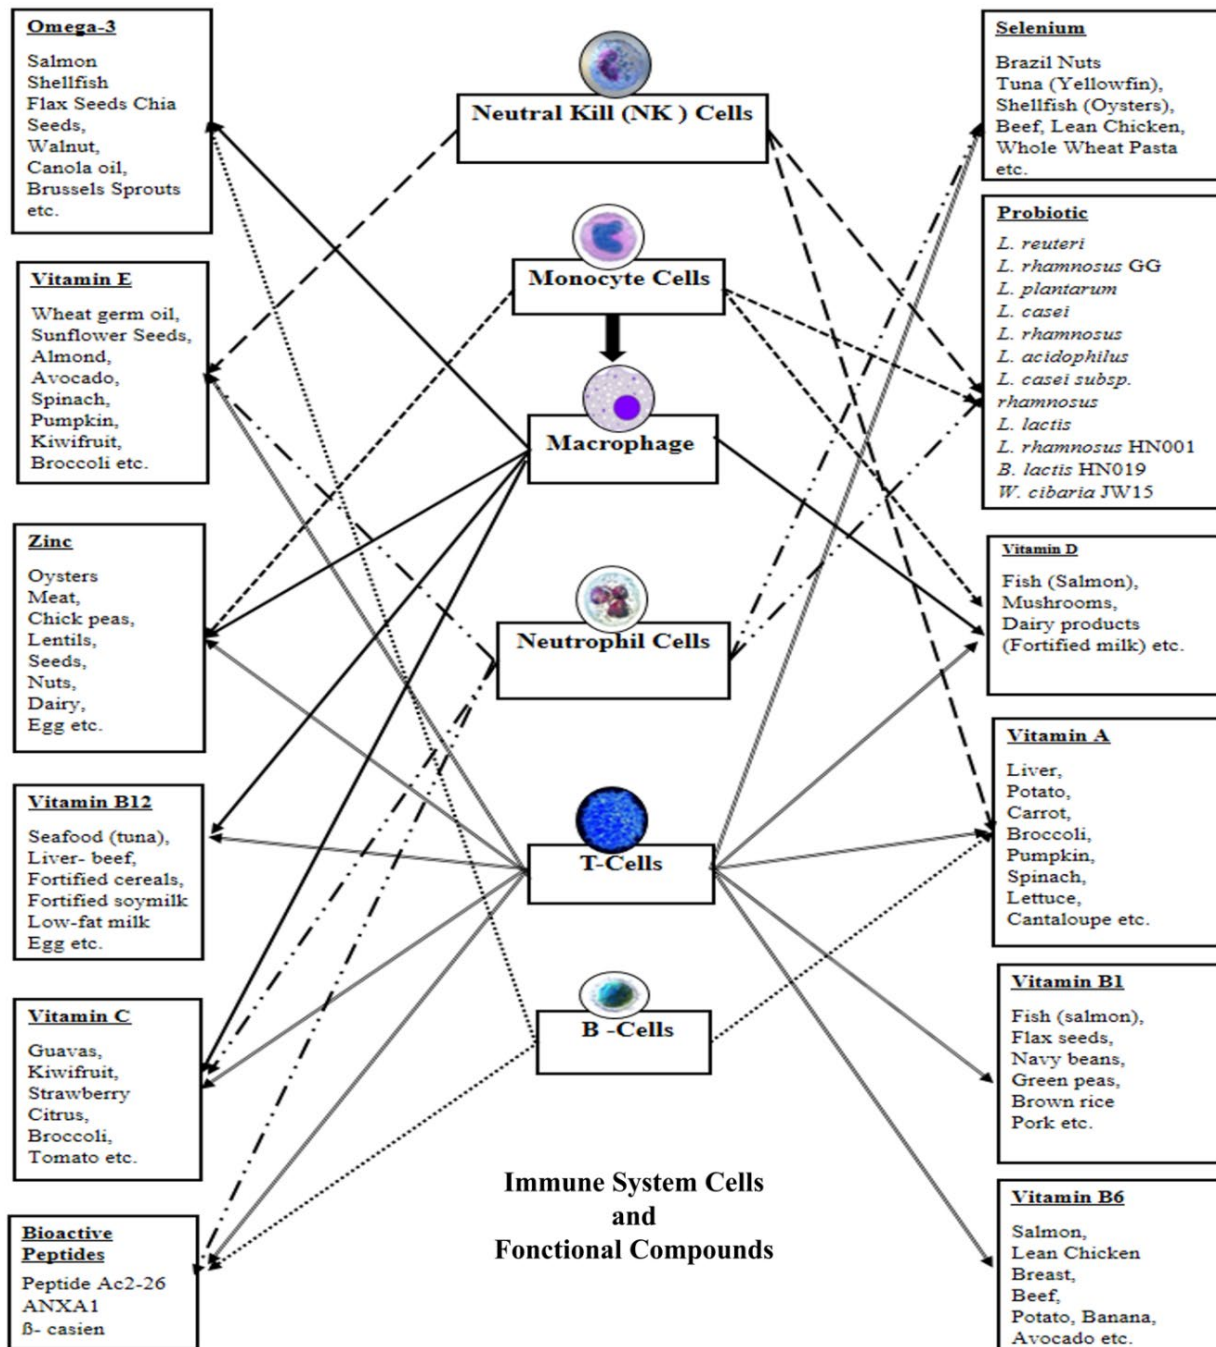 Omega-3
Salmon
Shellfish
Flax Seeds Chia
Seeds,
Walnut,
Canola oil,
Brussels Sprouts
etc.
Vitamin E
Wheat germ oil,
Sunflower Seeds,
Almond,
Avocado,
Spinach,
Pumpkin,
Kiwifruit,
Broccoli etc.
Zinc
Oysters
Meat,
Chick peas,
Lentils,
Seeds,
Nuts,
Dairy,
Egg etc.
Vitamin B12
Seafood (tuna),
Liver- beef,
Fortified cereals,
Fortified soymilk
Low-fat milk
Egg etc.
Vitamin C
Guavas,
Kiwifruit,
Strawberry
Citrus,
Broccoli,
Tomato etc.
Bioactive
Peptides
Peptide Ac2-26
ANXA1
ß- casien
Neutral Kill (NK ) Cells
Monocyte Cells
Macrophage
Neutrophil Cells
T-Cells
B -Cells
Immune System Cells
and
Fonctional Compounds
Selenium
Brazil Nuts
Tuna (Yellowfin),
Shellfish (Oysters),
Beef, Lean Chicken,
Whole Wheat Pasta
etc.
Probiotic
L. reuteri
L. rhamnosus GG
L. plantarum
L. casei
L. rhamnosus
L. acidophilus
L. casei subsp.
rhamnosus
L. lactis
L. rhamnosus HN001
B. lactis HN019
W. cibaria JW15
Vitamin D
Fish (Salmon),
Mushrooms,
Dairy products
(Fortified milk) etc.
Vitamin A
Liver,
Potato,
Carrot,
Broccoli,
Pumpkin,
Spinach,
Lettuce,
Cantaloupe etc.
Vitamin B1
Fish (salmon),
Flax seeds,
Navy beans,
Green peas,
Brown rice
Pork etc.
Vitamin B6
Salmon,
Lean Chicken
Breast,
Beef,
Potato, Banana,
Avocado etc.